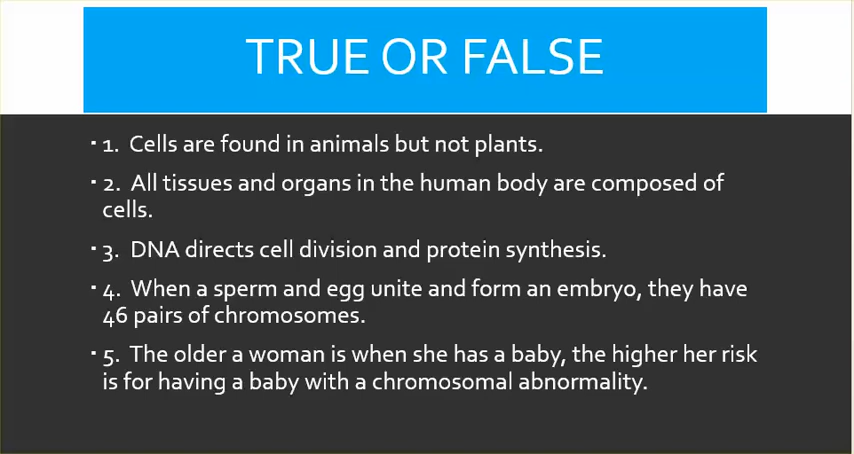 TRUE OR FALSE
▪ 1. Cells are found in animals but not plants.
▪ 2. All tissues and organs in the human body are composed of
cells.
▪ 3. DNA directs cell division and protein synthesis.
▪ 4. When a sperm and egg unite and form an embryo, they have
46 pairs of chromosomes.
▪ 5. The older a woman is when she has a baby, the higher her risk
is for having a baby with a chromosomal abnormality.